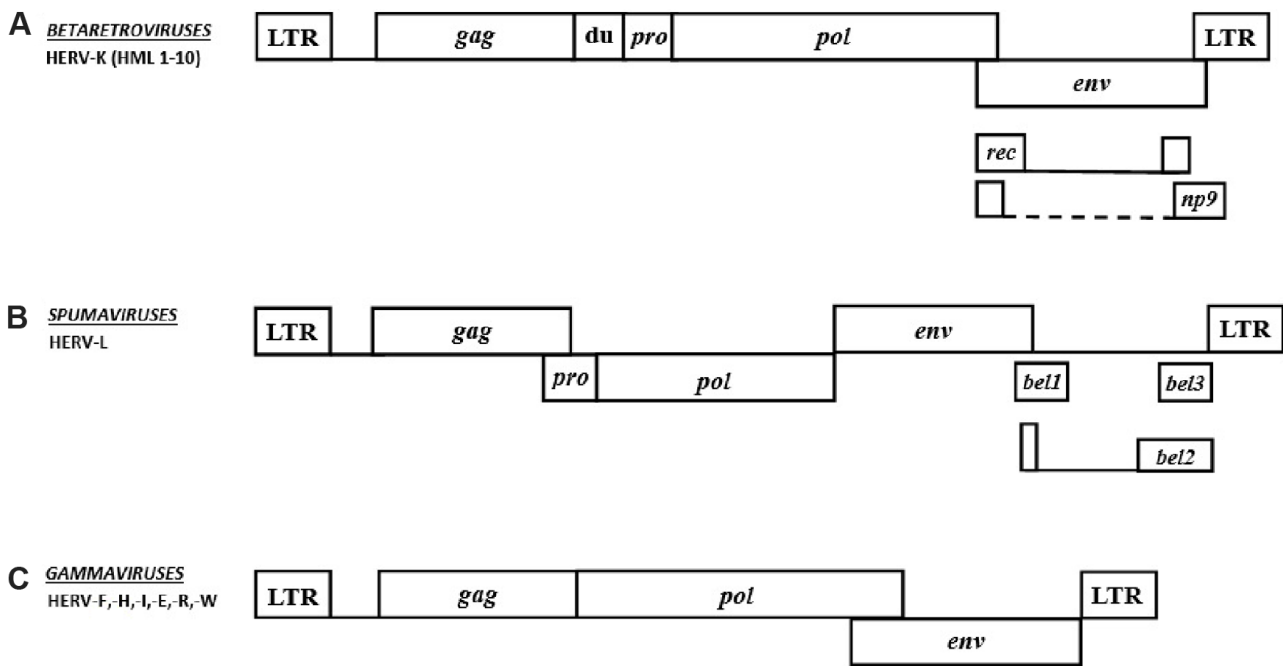 A BETARETROVIRUSES
HERV-K (HML 1-10)
LTR gag du pro pol LTR
env
rec
np9
B SPUMAVIRUSES
HERV-L
LTR gag env LTR
pro pol bel1 bel3
bel2
C GAMMAVIRUSES
HERV-F,-H,-I,-E,-R,-W
LTR gag pol LTR
env